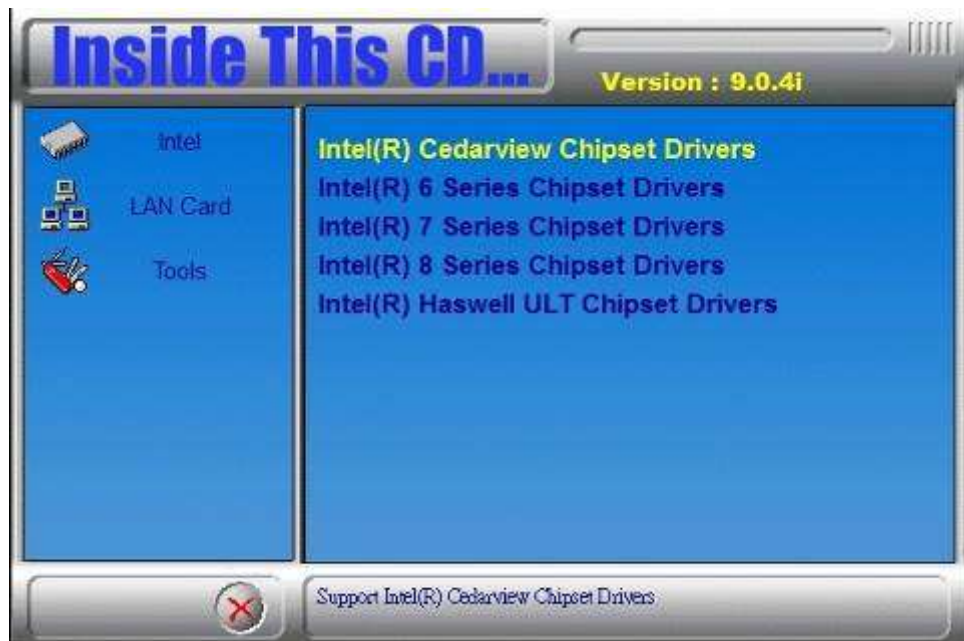 Inside This CD...
Version : 9.0.4i
Intel
LAN Card
Tools
Intel(R) Cedarview Chipset Drivers
Intel(R) 6 Series Chipset Drivers
Intel(R) 7 Series Chipset Drivers
Intel(R) 8 Series Chipset Drivers
Intel(R) Haswell ULT Chipset Drivers
Support Intel(R) Cedarview Chipset Drivers